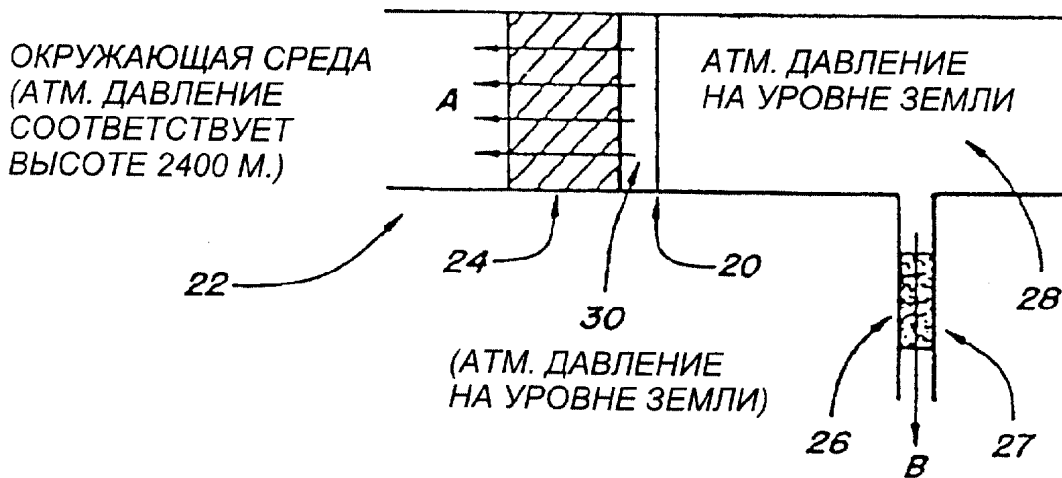 ОКРУЖАЮЩАЯ СРЕДА
(АТМ. ДАВЛЕНИЕ
СООТВЕТСТВУЕТ
ВЫСОТЕ 2400 М.)
A
АТМ. ДАВЛЕНИЕ
НА УРОВНЕ ЗЕМЛИ
22
24
30
20
28
(АТМ. ДАВЛЕНИЕ
НА УРОВНЕ ЗЕМЛИ)
26
27
B